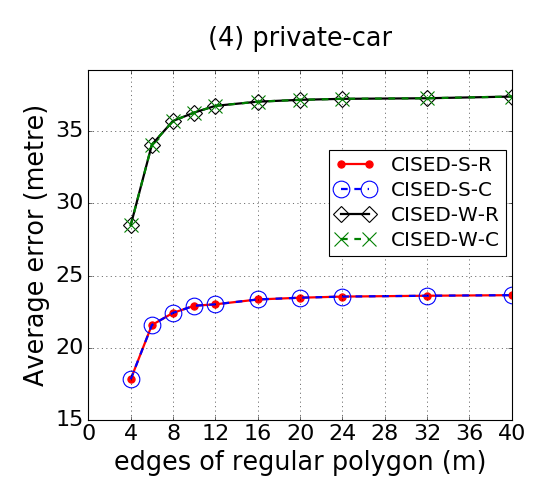 (4) private-car
Average error (metre)
35
30
25
20
15
CISED-S-R
CISED-S-C
CISED-W-R
CISED-W-C
0 4 8 12 16 20 24 28 32 36 40
edges of regular polygon (m)